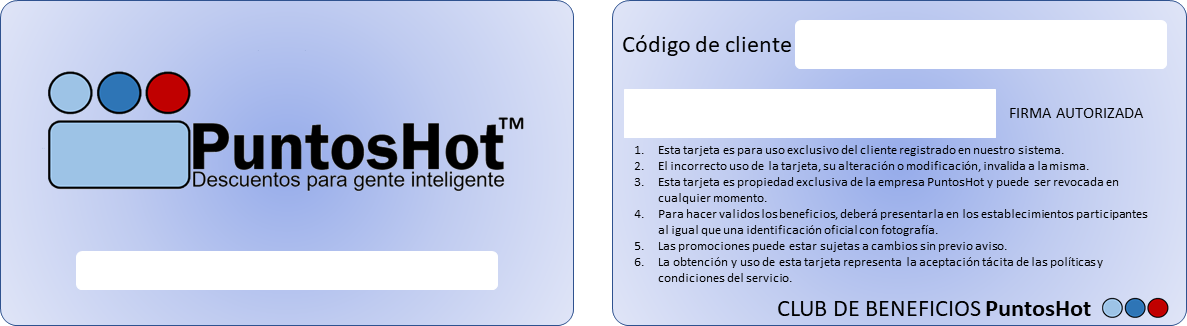 PuntosHot™
Descuentos para gente inteligente
Código de cliente
FIRMA AUTORIZADA
1. Esta tarjeta es para uso exclusivo del cliente registrado en nuestro sistema.
2. El incorrecto uso de la tarjeta, su alteración o modificación, invalida a la misma.
3. Esta tarjeta es propiedad exclusiva de la empresa PuntosHot y puede ser revocada en
cualquier momento.
4. Para hacer validos los beneficios, deberá presentarla en los establecimientos participantes
al igual que una identificación oficial con fotografía.
5. Las promociones puede estar sujetas a cambios sin previo aviso.
6. La obtención y uso de esta tarjeta representa la aceptación tácita de las políticas y
condiciones del servicio.
CLUB DE BENEFICIOS PuntosHot